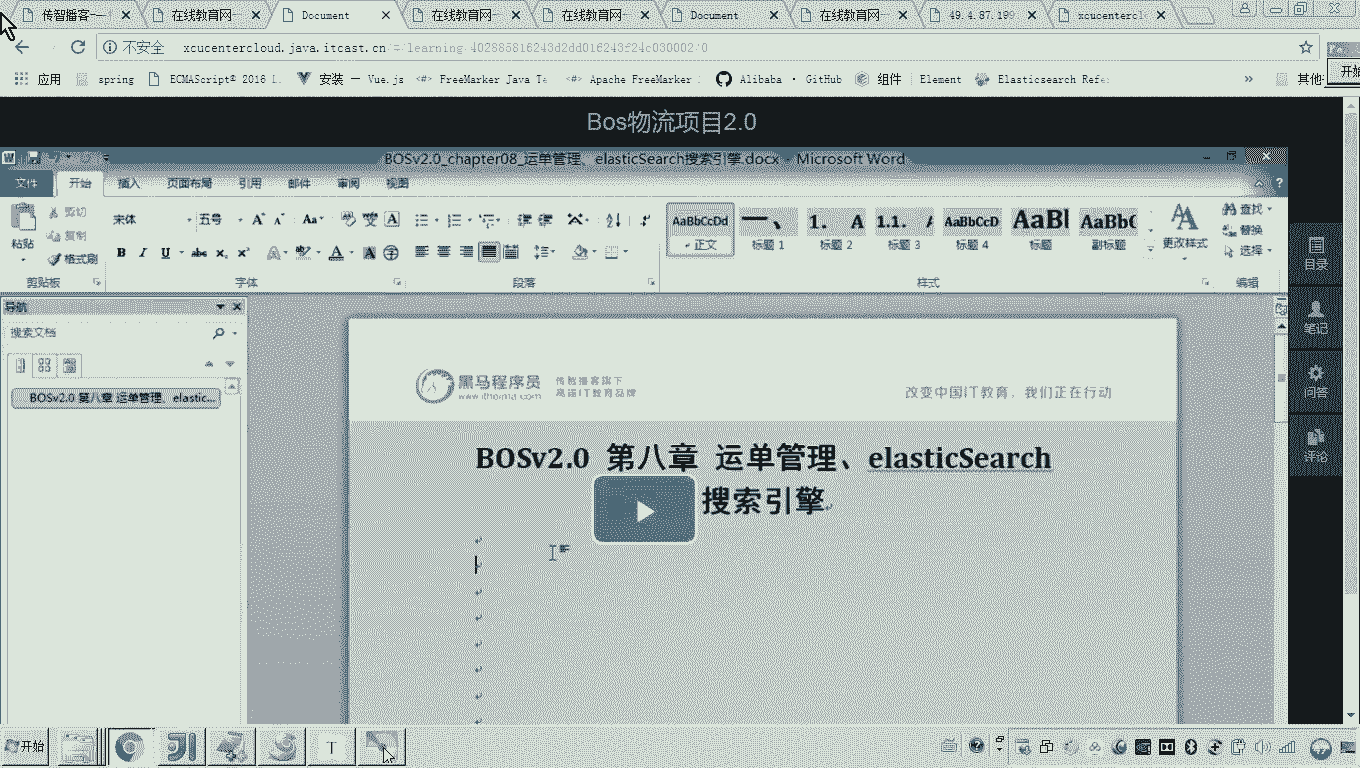 传智播客—— 在线教育网- Document 在线教育网- 在线教育网- Document 在线教育网- 49.4.87.199 xcucentercl
不安全 xcucentercloud.java.itcast.cn/#/learning/402885816243d2dd016243f24c030002/0
应用 spring ECMAScript® 2018 L 安装 — Vue.js FreeMarker Java Te Apache FreeMarker Alibaba · GitHub 组件 Element Elasticsearch Refe » 其他
开始
Bos物流项目2.0
BOSv2.0_chapter08_运单管理、elasticSearch搜索引擎.docx - Microsoft Word
文件 开始 插入 页面布局 引用 邮件 审阅 视图
剪切 宋体 五号 AaBbCcDd 1. A 1.1. AaBbCcD AaBl AaBbC 查找
粘贴 复制 正文 标题 1 标题 2 标题 3 标题 4 标题 副标题 更改样式 替换
格式刷 B I U abc 选择
剪贴板 字体 段落 样式 编辑
目录
笔记
问答
评论
导航
搜索文档
BOSv2.0 第八章 运单管理、elastic...
黑马程序员 传智播客旗下
www.itheima.com 高端IT教育品牌
改变中国IT教育，我们正在行动
BOSv2.0 第八章 运单管理、elasticSearch
搜索引擎
开始 T